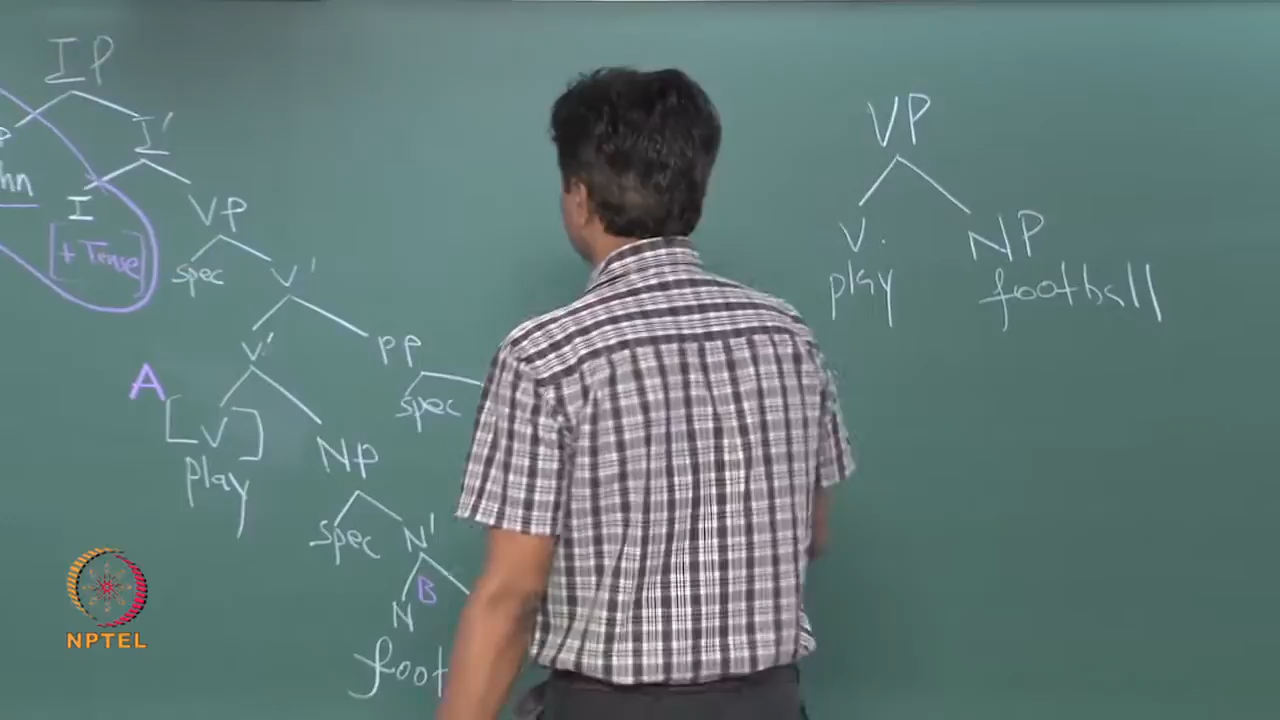 IP
I'
hn
I
VP
[+ Tense]
spec
V'
V'
PP
spec
A
[V]
play
NP
spec
N'
B
N
foot
VP
V.
NP
play
football
NPTEL